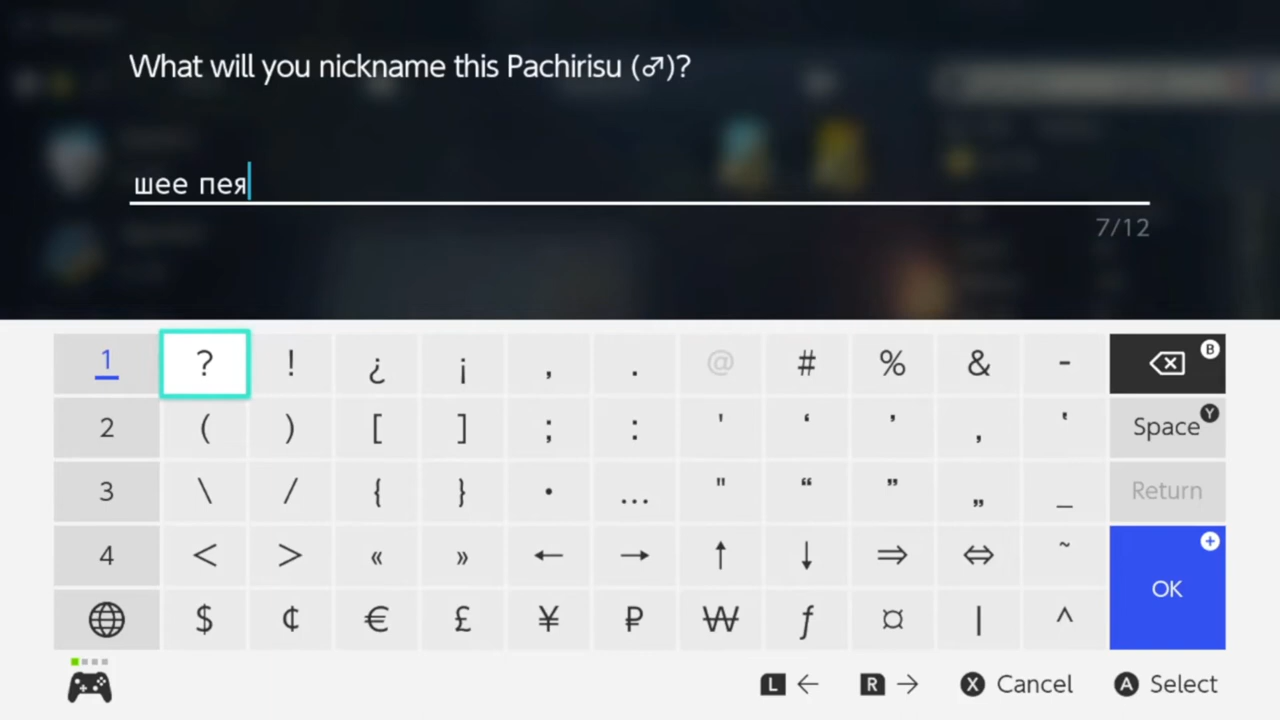 What will you nickname this Pachirisu (♂)?
шее пея
7/12
1 ? ! ¿ ¡ , . @ # % & - B
2 ( ) [ ] ; : ' ‘ ’ ‚ ‛ Space Y
3 \ / { } • … " “ ” „ _ Return
4 < > « » ← → ↑ ↓ ⇒ ⇔ ~ +
OK
$ ¢ € £ ¥ ₽ ₩ ƒ ¤ | ^
L ← R → X Cancel A Select